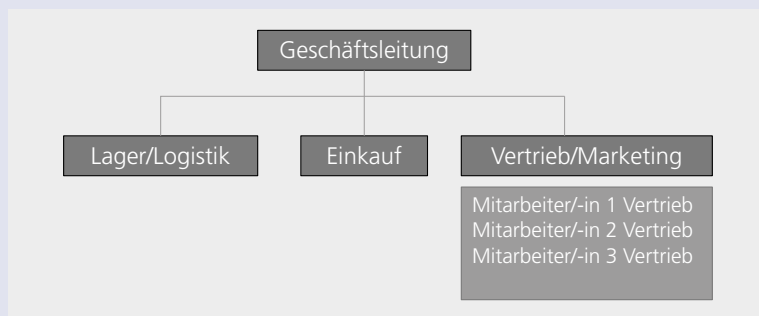 Geschäftsleitung
Lager/Logistik
Einkauf
Vertrieb/Marketing
Mitarbeiter/-in 1 Vertrieb
Mitarbeiter/-in 2 Vertrieb
Mitarbeiter/-in 3 Vertrieb